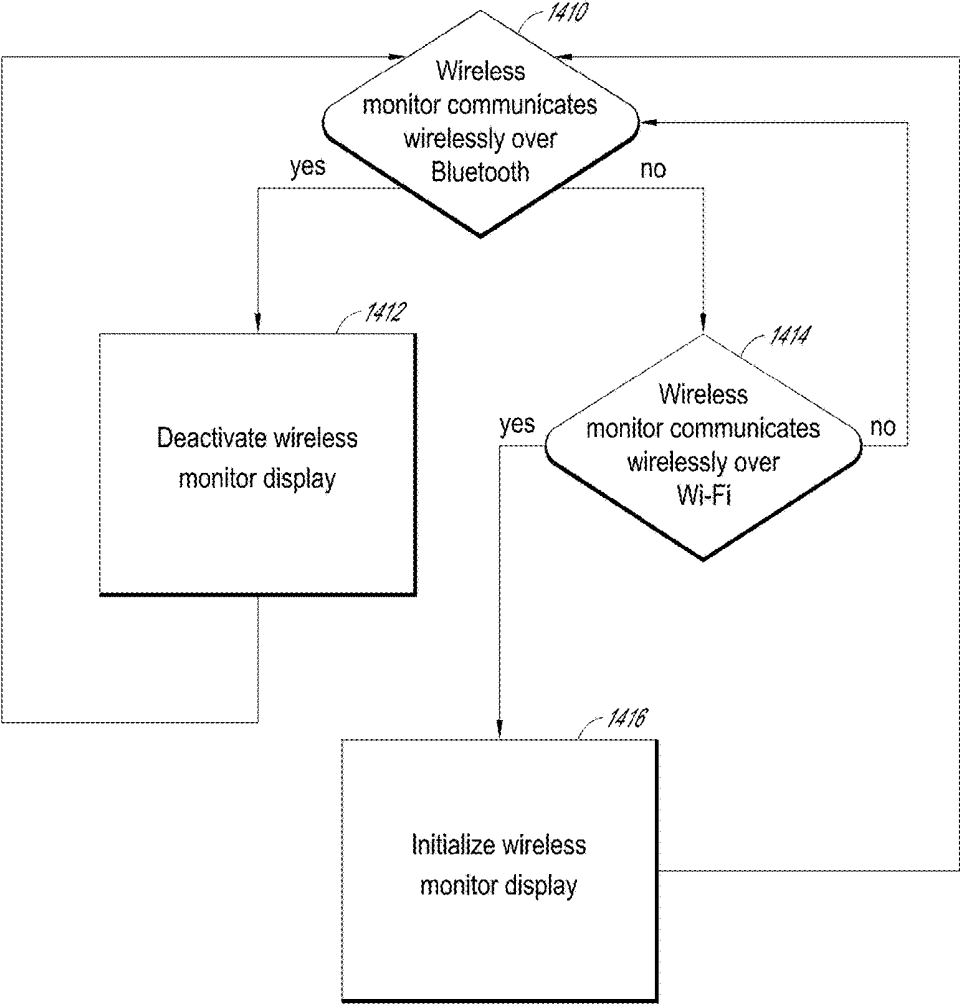 1410
Wireless
monitor communicates
wirelessly over
Bluetooth
yes
no
1412
Deactivate wireless
monitor display
1414
Wireless
monitor communicates
wirelessly over
Wi-Fi
yes
no
1416
Initialize wireless
monitor display